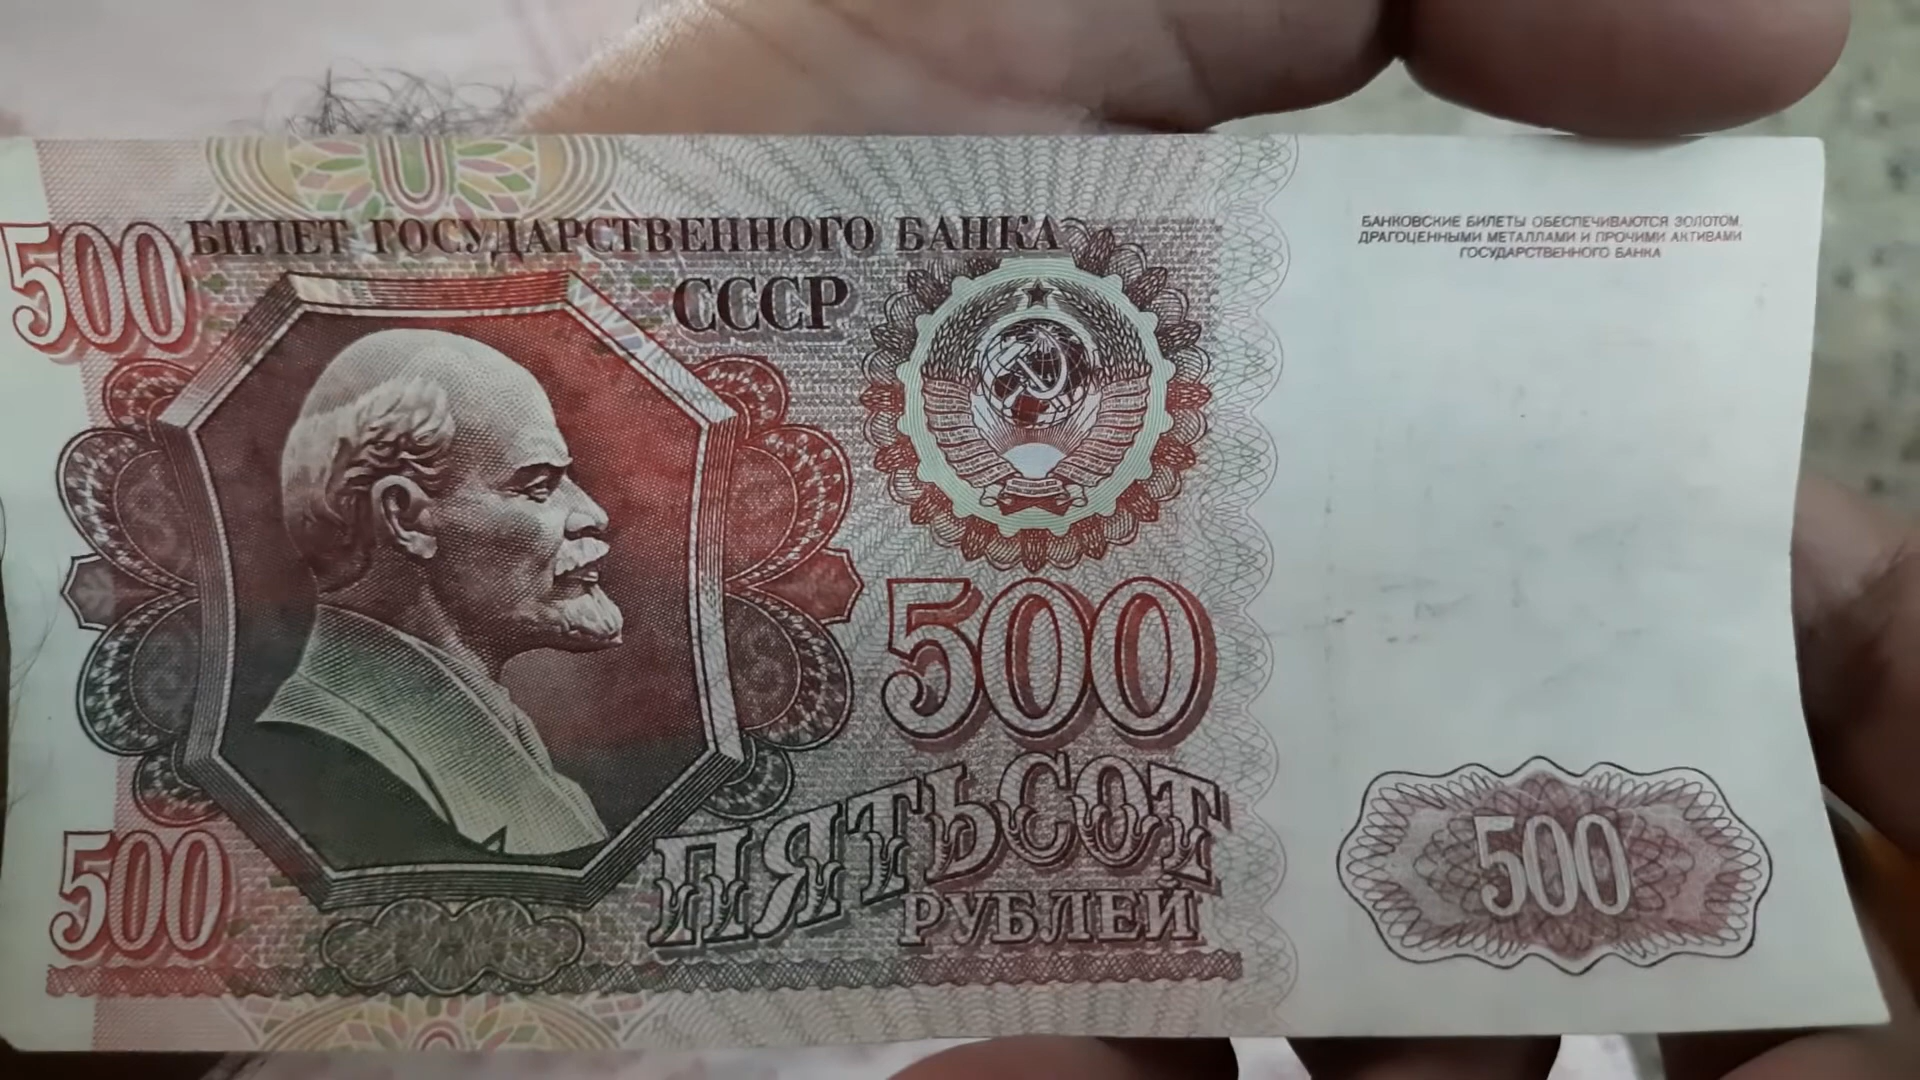 500
БИЛЕТ ГОСУДАРСТВЕННОГО БАНКА
СССР
БАНКОВСКИЕ БИЛЕТЫ ОБЕСПЕЧИВАЮТСЯ ЗОЛОТОМ,
ДРАГОЦЕННЫМИ МЕТАЛЛАМИ И ПРОЧИМИ АКТИВАМИ
ГОСУДАРСТВЕННОГО БАНКА
500
ПЯТЬСОТ
РУБЛЕЙ
500
500